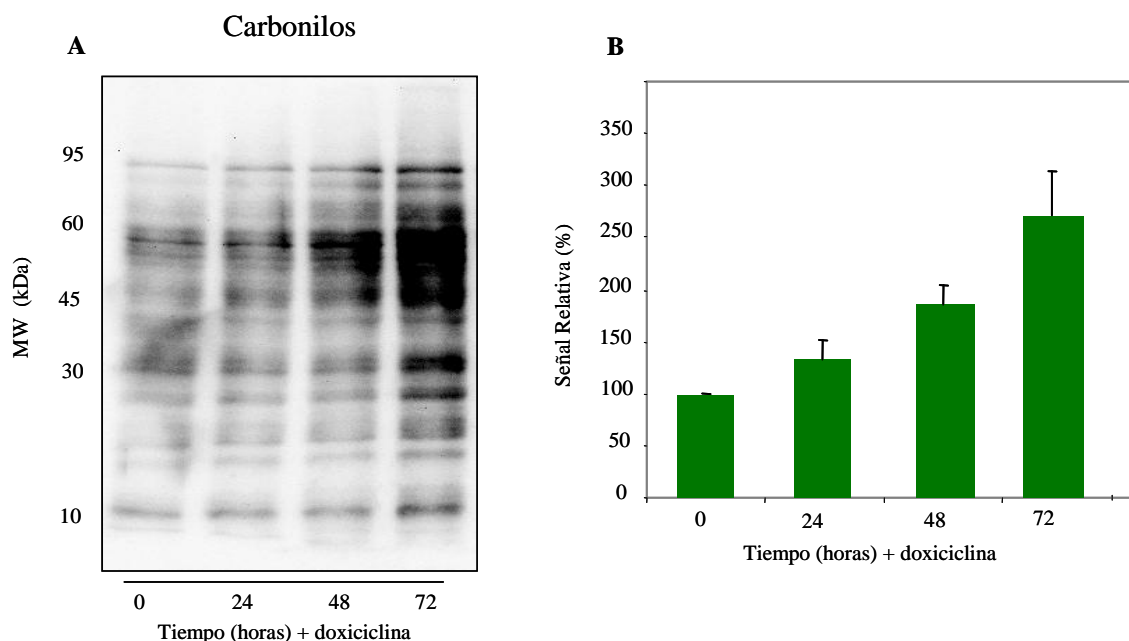 Carbonilos
A
MW (kDa)
95
60
45
30
10
0 24 48 72
Tiempo (horas) + doxiciclina
B
Señal Relativa (%)
350
300
250
200
150
100
50
0
0 24 48 72
Tiempo (horas) + doxiciclina